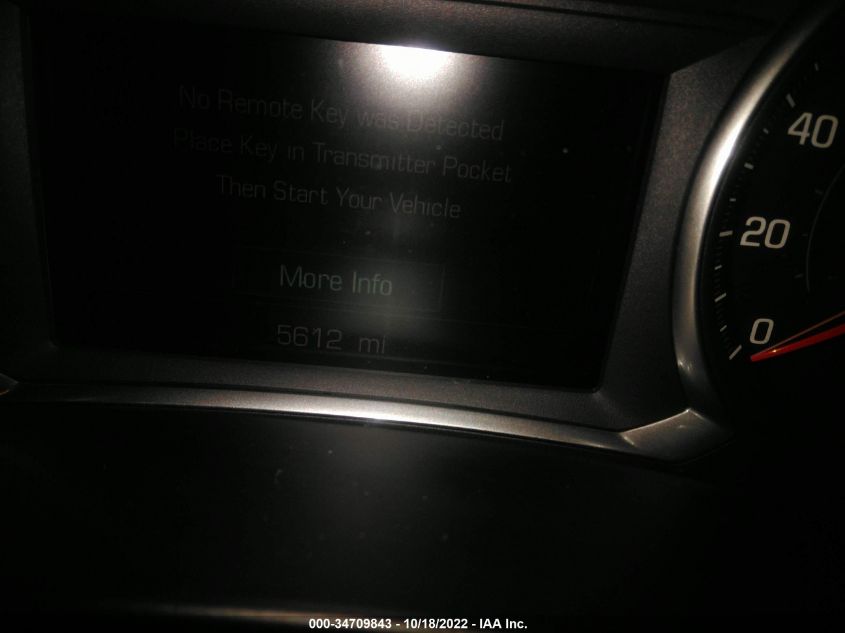 No Remote Key was Detected
Place Key in Transmitter Pocket
Then Start Your Vehicle
More Info
5612 mi
40
20
0
000-34709843 - 10/18/2022 - IAA Inc.